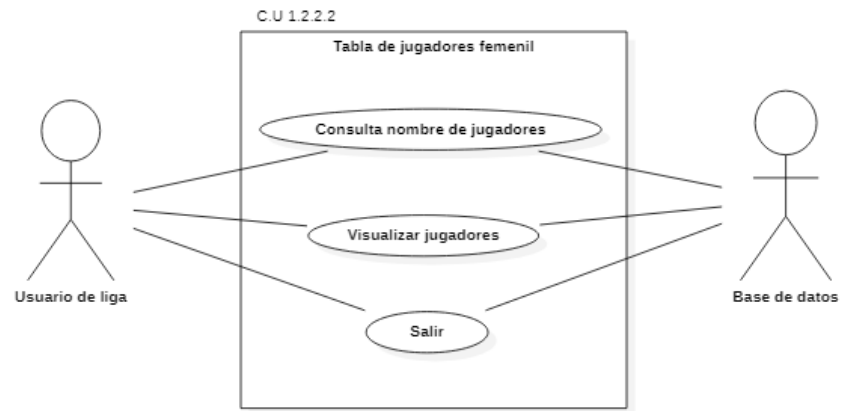 C.U 1.2.2.2
Tabla de jugadores femenil
Consulta nombre de jugadores
Visualizar jugadores
Usuario de liga
Base de datos
Salir